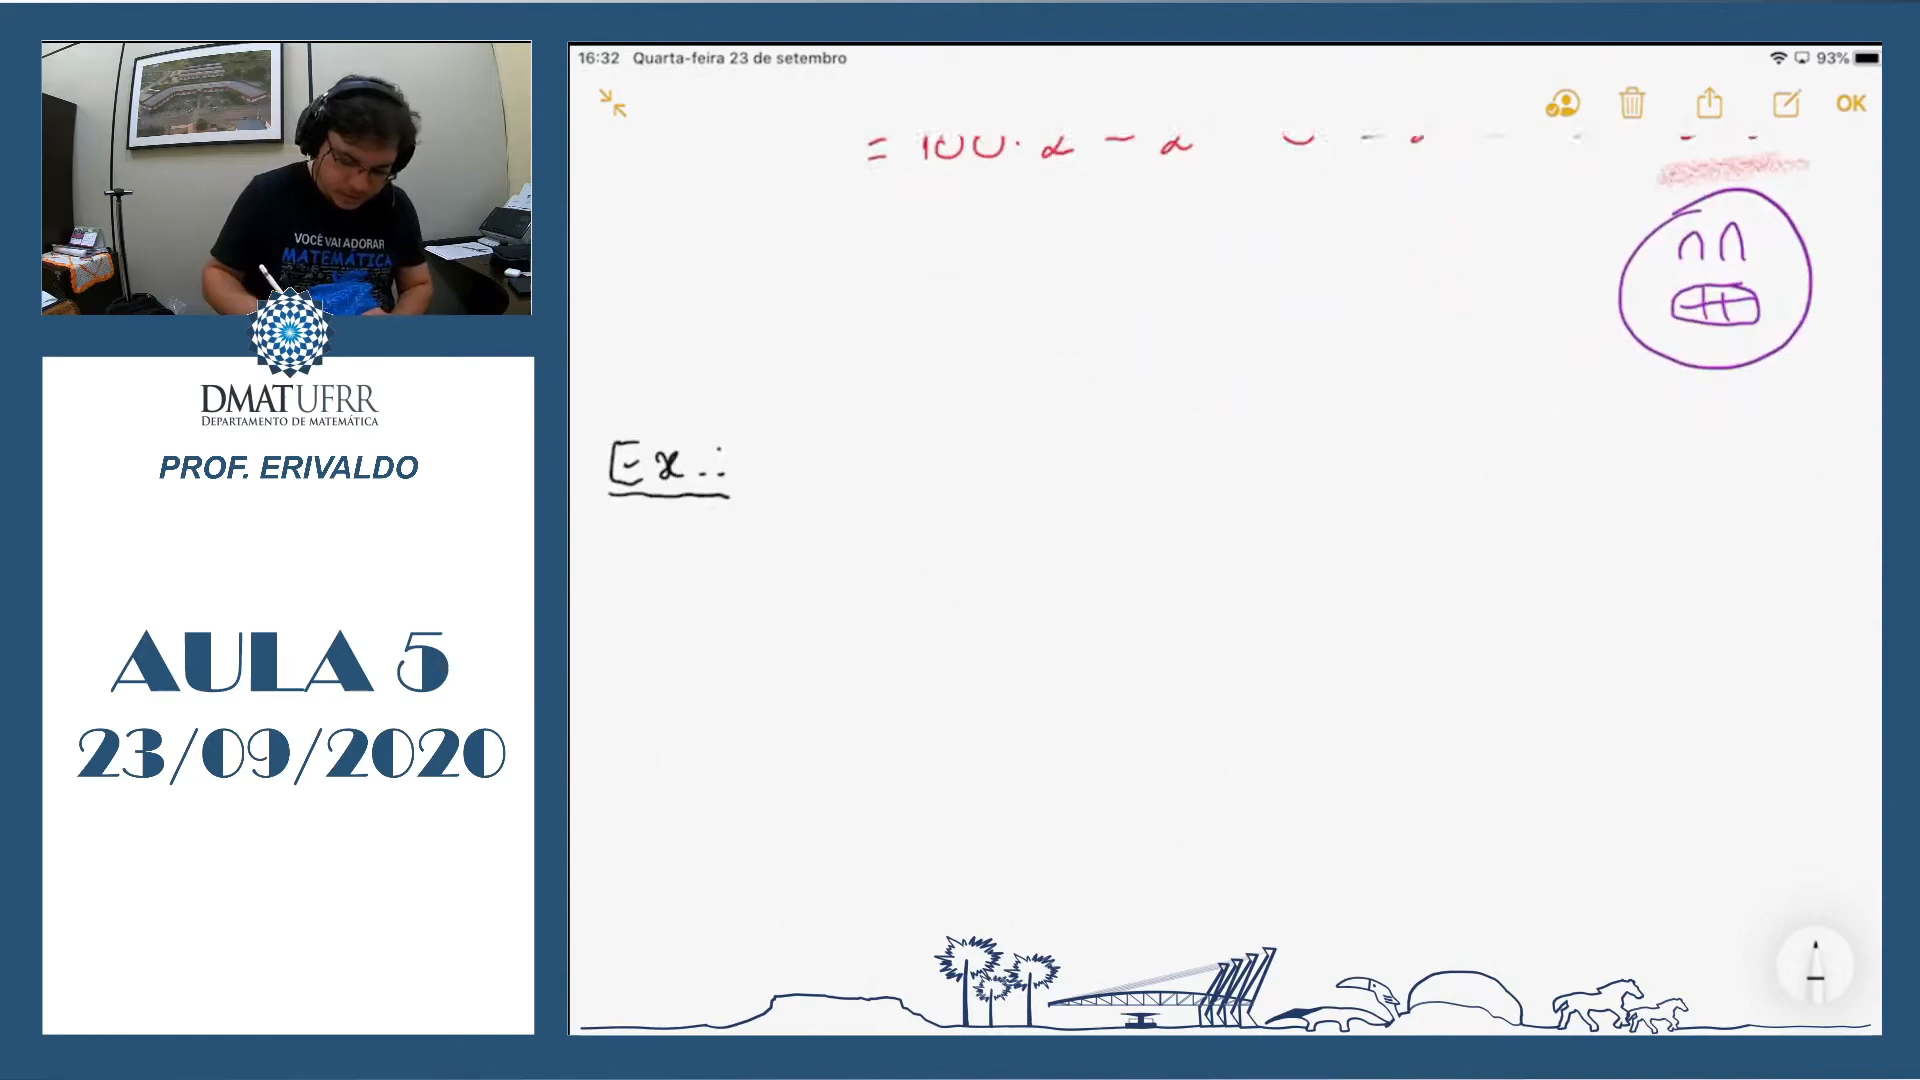 16:32 Quarta-feira 23 de setembro
93%
OK
= 100·α - α
VOCÊ VAI ADORAR
MATEMÁTICA
DMATUFRR
DEPARTAMENTO DE MATEMÁTICA
PROF. ERIVALDO
Ex.:
AULA 5
23/09/2020